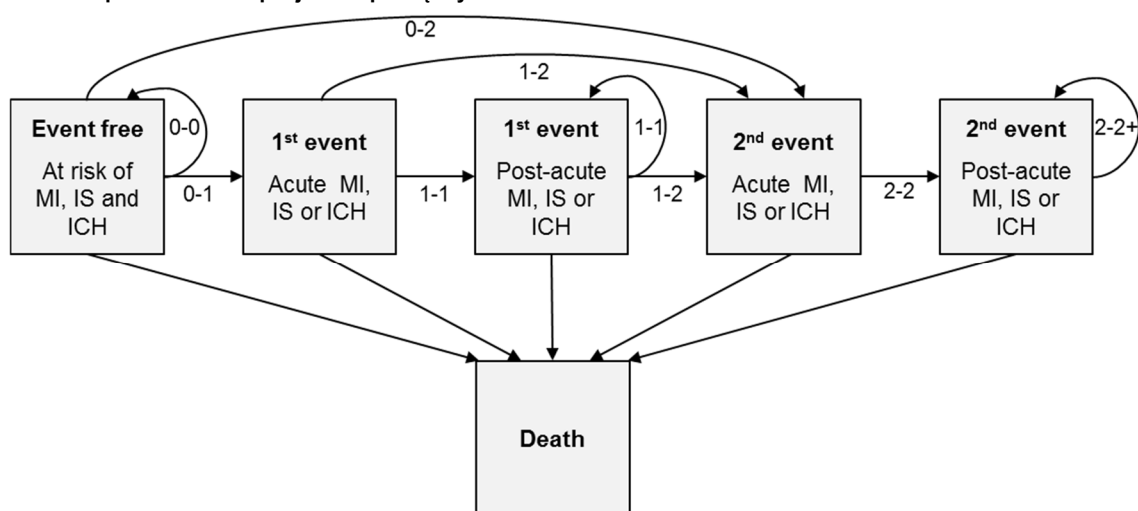 0-2
1-2
Event free
At risk of
MI, IS and
ICH
0-0
0-1
1st event
Acute MI,
IS or ICH
1-1
1st event
Post-acute
MI, IS or
ICH
1-1
1-2
2nd event
Acute MI,
IS or ICH
2-2
2nd event
Post-acute
MI, IS or
ICH
2-2+
Death